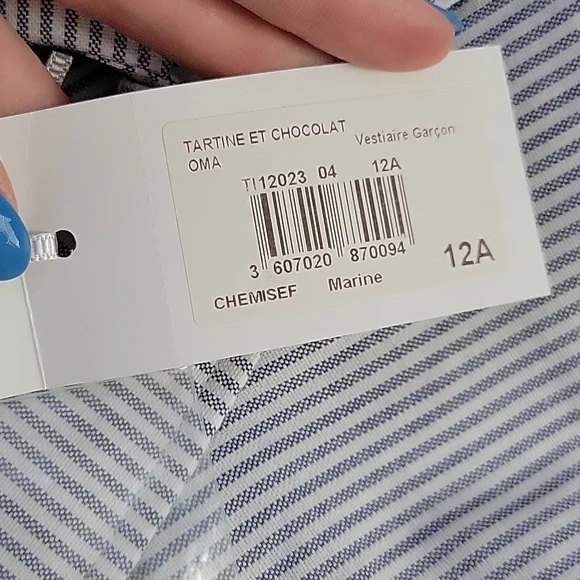 TARTINE ET CHOCOLAT Vestiaire Garçon
OMA
TI12023 04 12A
3 607020 870094
12A
CHEMISEF Marine